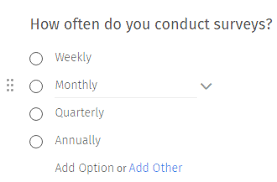 How often do you conduct surveys?
Weekly
Monthly
Quarterly
Annually
Add Option or Add Other